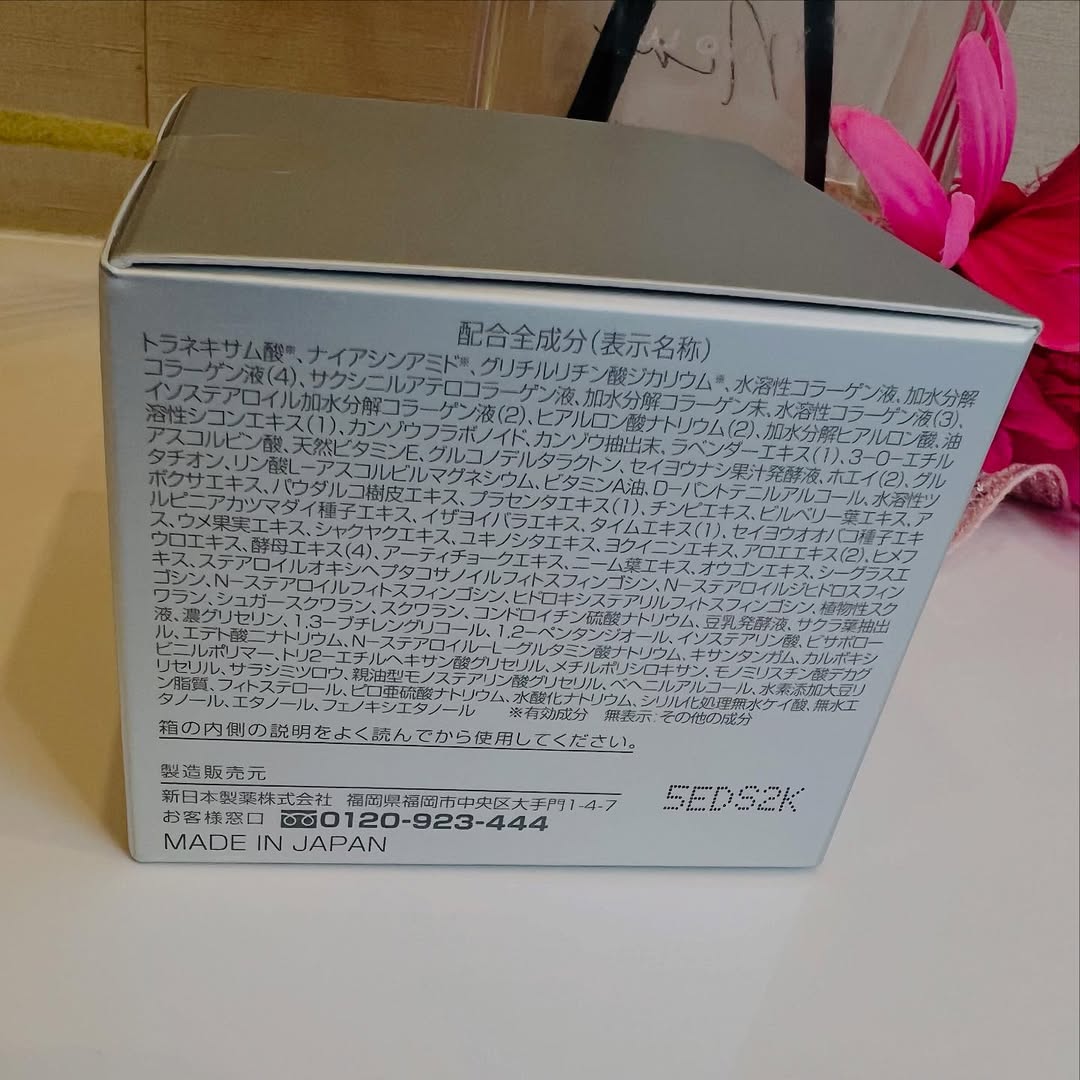 配合全成分(表示名称)
トラネキサム酸※、ナイアシンアミド※、グリチルリチン酸ジカリウム※、水溶性コラーゲン液、加水分解
コラーゲン液(4)、サクシニルアテロコラーゲン液、加水分解コラーゲン末、水溶性コラーゲン液(3)、
イソステアロイル加水分解コラーゲン液(2)、ヒアルロン酸ナトリウム(2)、加水分解ヒアルロン酸、油
溶性シコンエキス(1)、カンゾウフラボノイド、カンゾウ抽出末、ラベンダーエキス(1)、3-O-エチル
アスコルビン酸、天然ビタミンE、グルコノデルタラクトン、セイヨウナシ果汁発酵液、ホエイ(2)、グル
タチオン、リン酸L-アスコルビルマグネシウム、ビタミンA油、D-パントテニルアルコール、水溶性ツ
ボクサエキス、パウダルコ樹皮エキス、プラセンタエキス(1)、チンピエキス、ビルベリー葉エキス、ア
ルピニアカツマダイ種子エキス、イザヨイバラエキス、タイムエキス(1)、セイヨウオオバコ種子エキ
ス、ウメ果実エキス、シャクヤクエキス、ユキノシタエキス、ヨクイニンエキス、アロエエキス(2)、ヒメフ
ウロエキス、酵母エキス(4)、アーティチョークエキス、ニーム葉エキス、オウゴンエキス、シーグラスエ
キス、ステアロイルオキシヘプタコサノイルフィトスフィンゴシン、N-ステアロイルジヒドロスフィン
ゴシン、N-ステアロイルフィトスフィンゴシン、ヒドロキシステアリルフィトスフィンゴシン、植物性スク
ワラン、シュガースクワラン、スクワラン、コンドロイチン硫酸ナトリウム、豆乳発酵液、サクラ葉抽出
液、濃グリセリン、1,3-ブチレングリコール、1,2-ペンタンジオール、イソステアリン酸、ビサボロー
ル、エデト酸二ナトリウム、N-ステアロイル-L-グルタミン酸ナトリウム、キサンタンガム、カルボキシ
ビニルポリマー、トリ2-エチルヘキサン酸グリセリル、メチルポリシロキサン、モノミリスチン酸デカグ
リセリル、サラシミツロウ、親油型モノステアリン酸グリセリル、ベヘニルアルコール、水素添加大豆リ
ン脂質、フィトステロール、ピロ亜硫酸ナトリウム、水酸化ナトリウム、シリル化処理無水ケイ酸、無水エ
タノール、エタノール、フェノキシエタノール ※有効成分 無表示:その他の成分
箱の内側の説明をよく読んでから使用してください。
製造販売元
新日本製薬株式会社 福岡県福岡市中央区大手門1-4-7
お客様窓口 0120-923-444
MADE IN JAPAN
5EDS2K